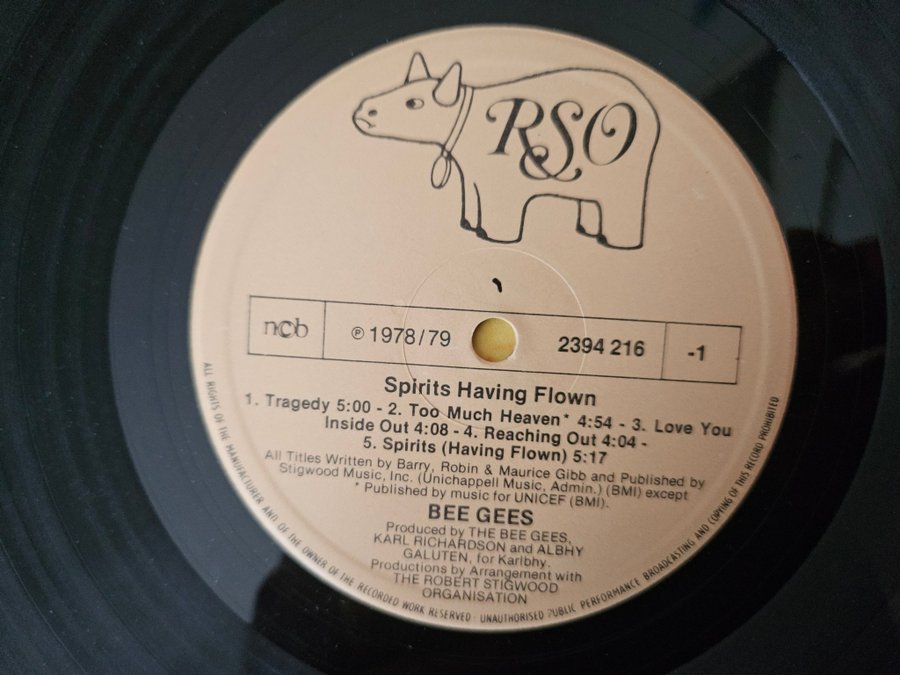 RSO
ncb
℗ 1978/79
2394 216
-1
Spirits Having Flown
1. Tragedy 5:00 - 2. Too Much Heaven* 4:54 - 3. Love You
Inside Out 4:08 - 4. Reaching Out 4:04 -
5. Spirits (Having Flown) 5:17
All Titles Written by Barry, Robin & Maurice Gibb and Published by
Stigwood Music, Inc. (Unichappell Music, Admin.) (BMI) except
* Published by music for UNICEF (BMI).
BEE GEES
Produced by THE BEE GEES,
KARL RICHARDSON and ALBHY
GALUTEN, for Karlbhy.
Productions by Arrangement with
THE ROBERT STIGWOOD
ORGANISATION
ALL RIGHTS OF THE MANUFACTURER AND OF THE OWNER OF THE RECORDED WORK RESERVED · UNAUTHORISED PUBLIC PERFORMANCE BROADCASTING AND COPYING OF THIS RECORD PROHIBITED